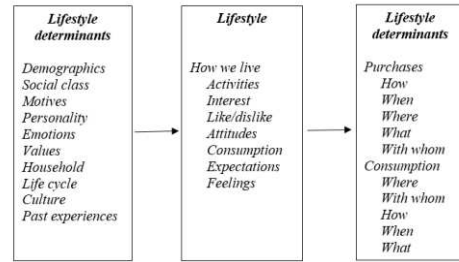 Lifestyle
determinants
Demographics
Social class
Motives
Personality
Emotions
Values
Household
Life cycle
Culture
Past experiences
Lifestyle
How we live
Activities
Interest
Like/dislike
Attitudes
Consumption
Expectations
Feelings
Lifestyle
determinants
Purchases
How
When
Where
What
With whom
Consumption
Where
With whom
How
When
What